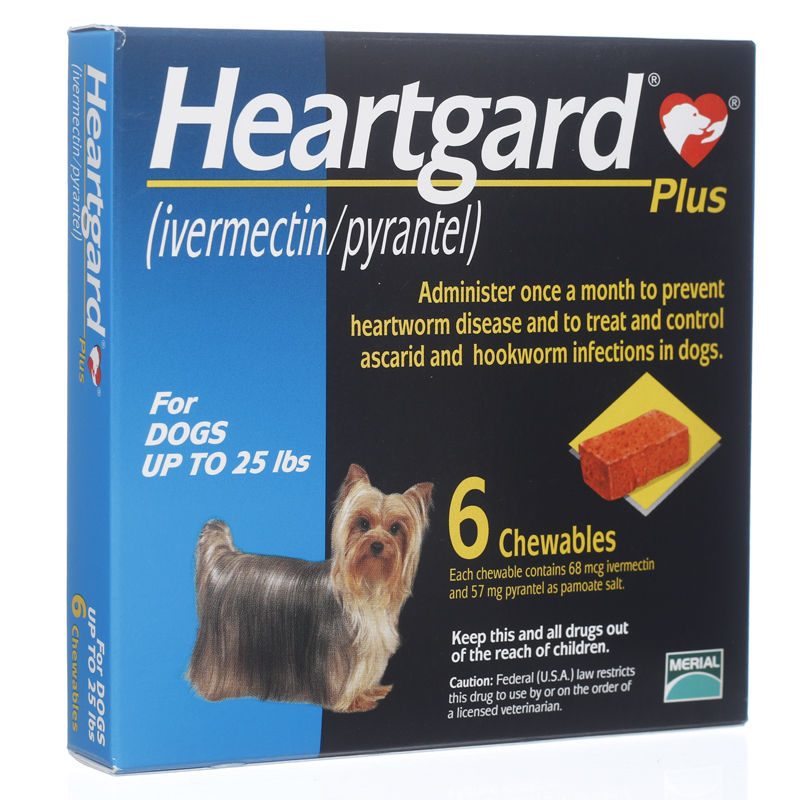 Heartgard®
®
Plus
(ivermectin/pyrantel)
Administer once a month to prevent
heartworm disease and to treat and control
ascarid and hookworm infections in dogs.
For
DOGS
UP TO 25 lbs
6 Chewables
Each chewable contains 68 mcg ivermectin
and 57 mg pyrantel as pamoate salt.
Keep this and all drugs out
of the reach of children.
Caution: Federal (U.S.A.) law restricts
this drug to use by or on the order of
a licensed veterinarian.
MERIAL
Heartgard®
®
Plus
(ivermectin/pyrantel)
For DOGS
UP TO 25 lbs
6 Chewables